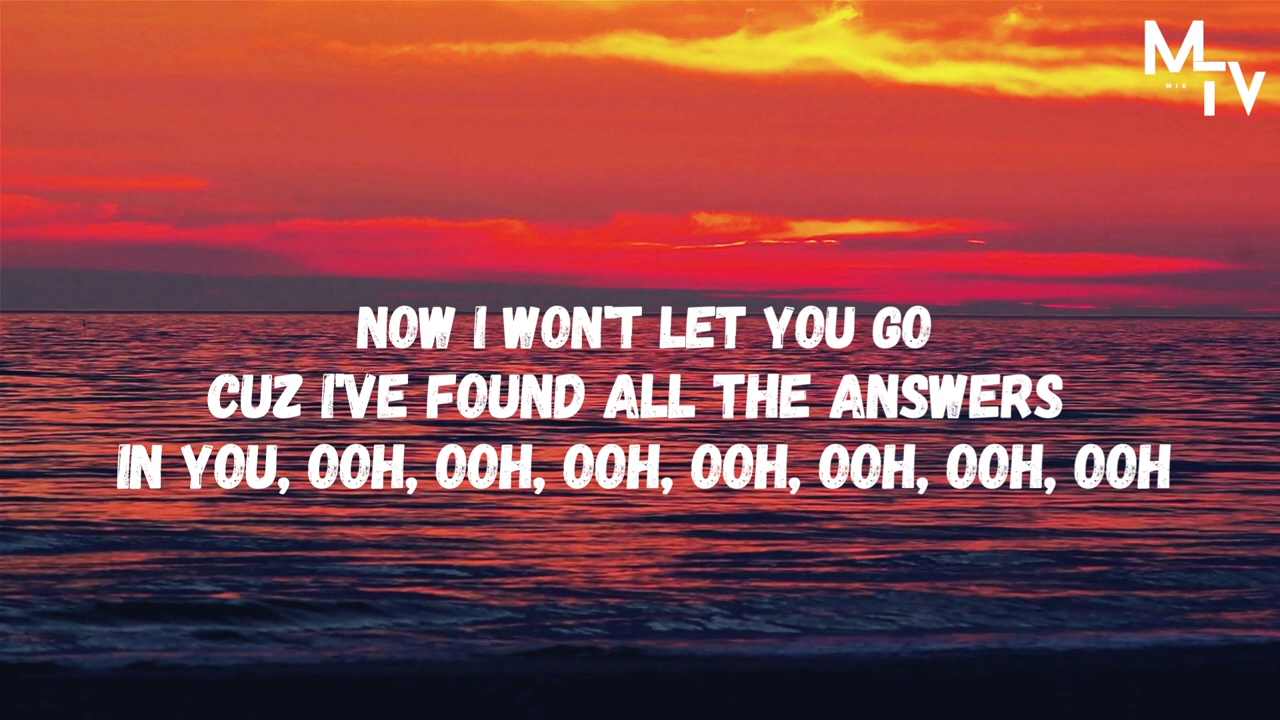 MLTV
MIX
NOW I WON'T LET YOU GO
CUZ I'VE FOUND ALL THE ANSWERS
IN YOU, OOH, OOH, OOH, OOH, OOH, OOH, OOH